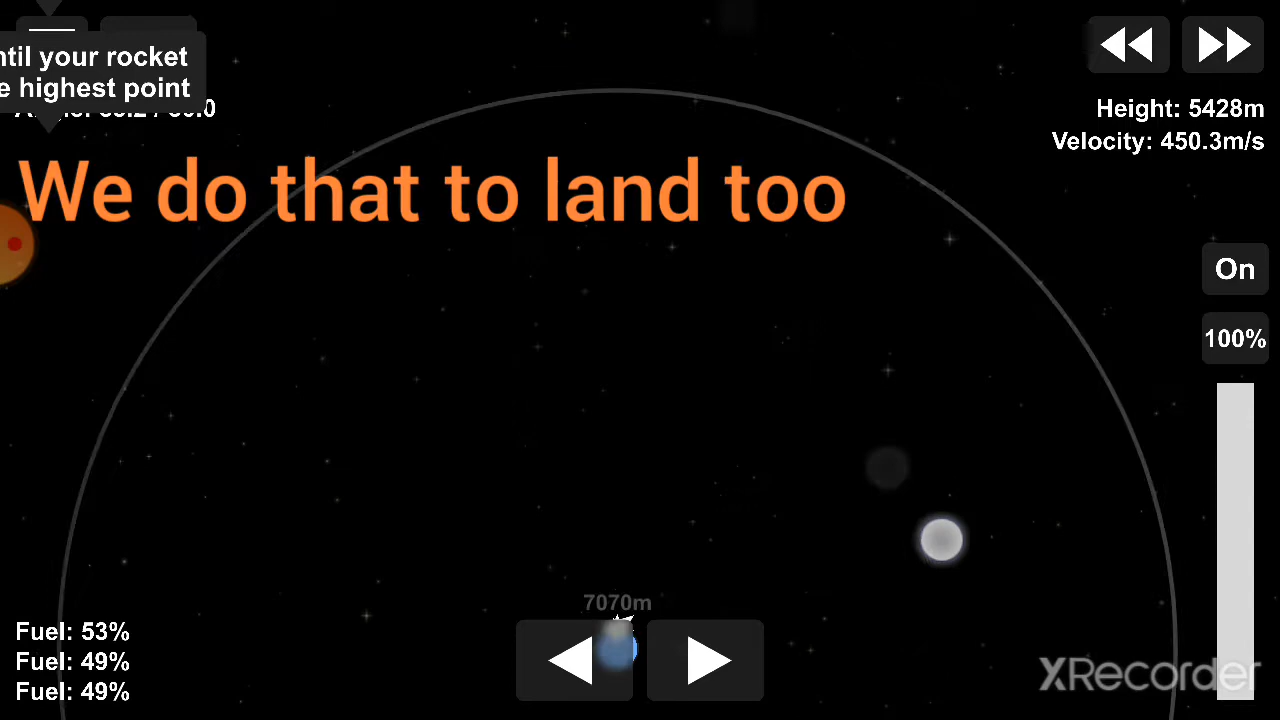 ntil your rocket
e highest point
Height: 5428m
Velocity: 450.3m/s
We do that to land too
On
100%
7070m
Fuel: 53%
Fuel: 49%
Fuel: 49%
XRecorder